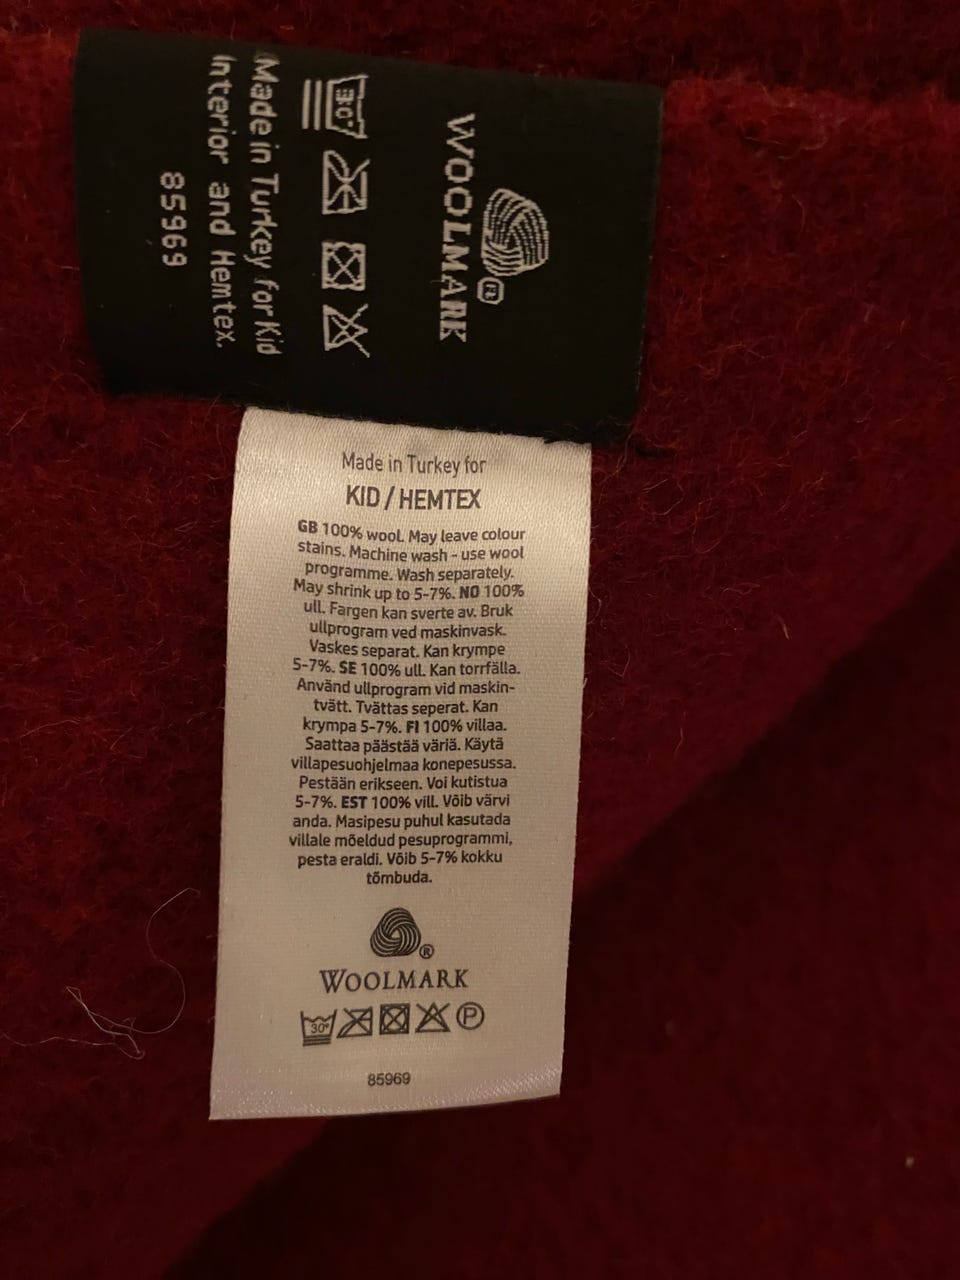 WOOLMARK
30°
Made in Turkey for Kid
Interior and Hemtex.
85969
Made in Turkey for
KID / HEMTEX
GB 100% wool. May leave colour
stains. Machine wash - use wool
programme. Wash separately.
May shrink up to 5-7%. NO 100%
ull. Fargen kan sverte av. Bruk
ullprogram ved maskinvask.
Vaskes separat. Kan krympe
5-7%. SE 100% ull. Kan torrfälla.
Använd ullprogram vid maskin-
tvätt. Tvättas seperat. Kan
krympa 5-7%. FI 100% villaa.
Saattaa päästää väriä. Käytä
villapesuohjelmaa konepesussa.
Pestään erikseen. Voi kutistua
5-7%. EST 100% vill. Võib värvi
anda. Masipesu puhul kasutada
villale mõeldud pesuprogrammi,
pesta eraldi. Võib 5-7% kokku
tõmbuda.
®
WOOLMARK
30° P
85969